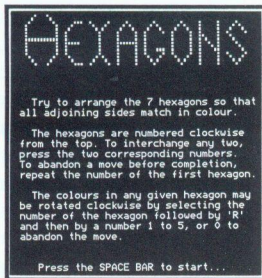 HEXAGONS
Try to arrange the 7 hexagons so that
all adjoining sides match in colour.
The hexagons are numbered clockwise
from the top. To interchange any two,
press the two corresponding numbers.
To abandon a move before completion,
repeat the number of the first hexagon.
The colours in any given hexagon may
be rotated clockwise by selecting the
number of the hexagon followed by 'R'
and then by a number 1 to 5, or 0 to
abandon the move.
Press the SPACE BAR to start...